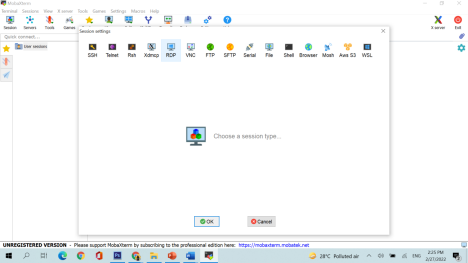 MobaXterm
Terminal Sessions View X server Tools Games Settings Macros Help
Session Servers Tools Games
X server Exit
Quick connect...
User sessions
Session settings
SSH Telnet Rsh Xdmcp RDP VNC FTP SFTP Serial File Shell Browser Mosh Aws S3 WSL
Choose a session type...
OK Cancel
UNREGISTERED VERSION - Please support MobaXterm by subscribing to the professional edition here: https://mobaxterm.mobatek.net
28°C Polluted air ENG 2:25 PM
2/27/2022